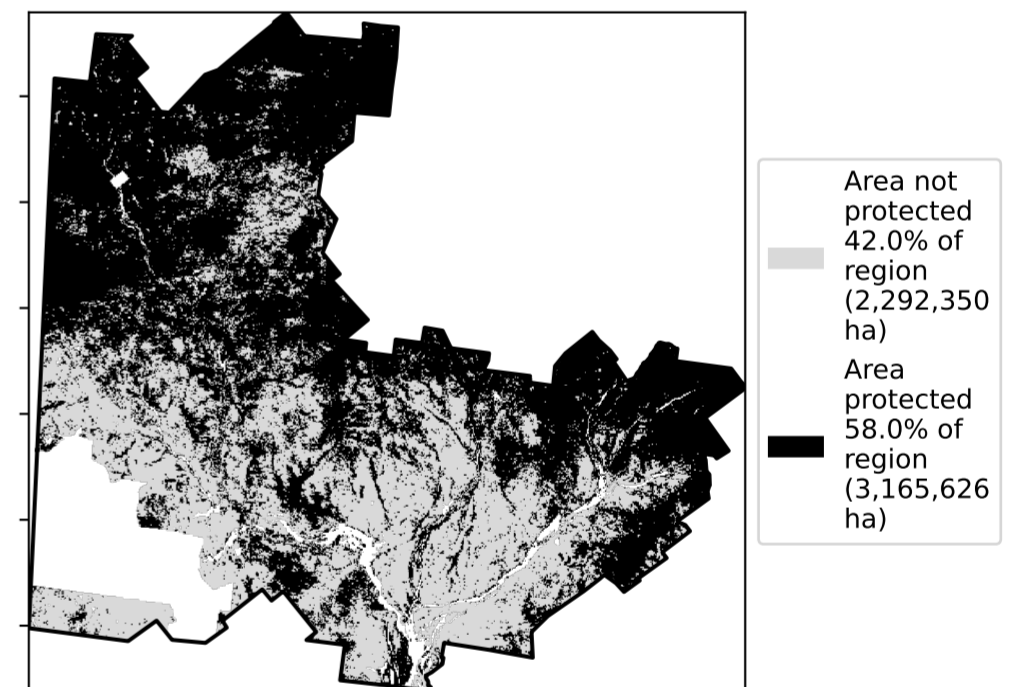 Area not
protected
42.0% of
region
(2,292,350
ha)
Area
protected
58.0% of
region
(3,165,626
ha)